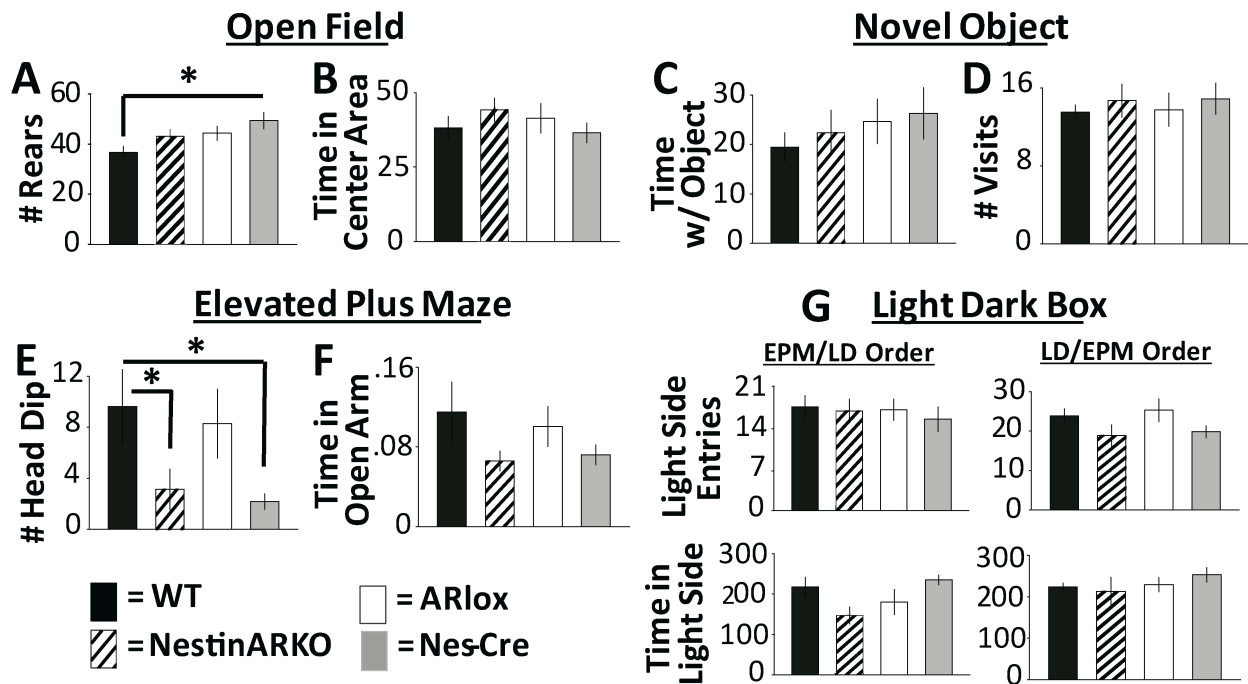 Open Field
Novel Object
A
B
C
D
*
60
40
20
0
# Rears
50
25
0
Time in
Center Area
30
20
10
0
Time
w/ Object
16
8
0
# Visits
Elevated Plus Maze
G
Light Dark Box
EPM/LD Order
LD/EPM Order
E
F
*
*
12
8
4
0
# Head Dip
.16
.08
0
Time in
Open Arm
21
14
7
0
Light Side
Entries
30
20
10
0
300
200
100
0
Time in
Light Side
300
200
100
0
= WT
= ARlox
= NestinARKO
= Nes-Cre